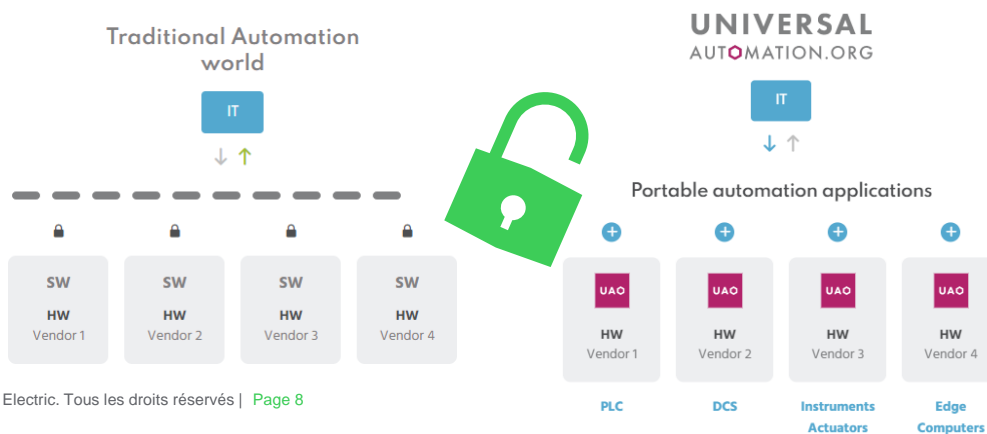 Traditional Automation
world
IT
SW SW SW SW
HW HW HW HW
Vendor 1 Vendor 2 Vendor 3 Vendor 4
Electric. Tous les droits réservés | Page 8
UNIVERSAL
AUTOMATION.ORG
IT
Portable automation applications
UAO UAO UAO UAO
HW HW HW HW
Vendor 1 Vendor 2 Vendor 3 Vendor 4
PLC DCS Instruments Edge
Actuators Computers